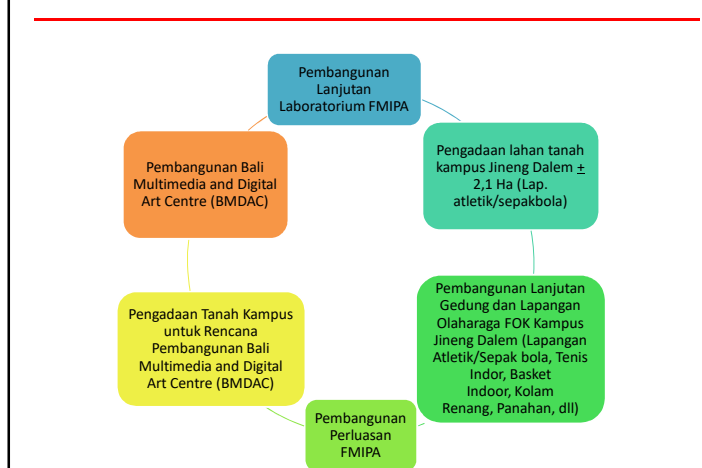 Pembangunan
Lanjutan
Laboratorium FMIPA
Pengadaan lahan tanah
kampus Jineng Dalem +
2,1 Ha (Lap.
atletik/sepakbola)
Pembangunan Lanjutan
Gedung dan Lapangan
Olaharaga FOK Kampus
Jineng Dalem (Lapangan
Atletik/Sepak bola, Tenis
Indor, Basket
Indoor, Kolam
Renang, Panahan, dll)
Pembangunan
Perluasan
FMIPA
Pengadaan Tanah Kampus
untuk Rencana
Pembangunan Bali
Multimedia and Digital
Art Centre (BMDAC)
Pembangunan Bali
Multimedia and Digital
Art Centre (BMDAC)